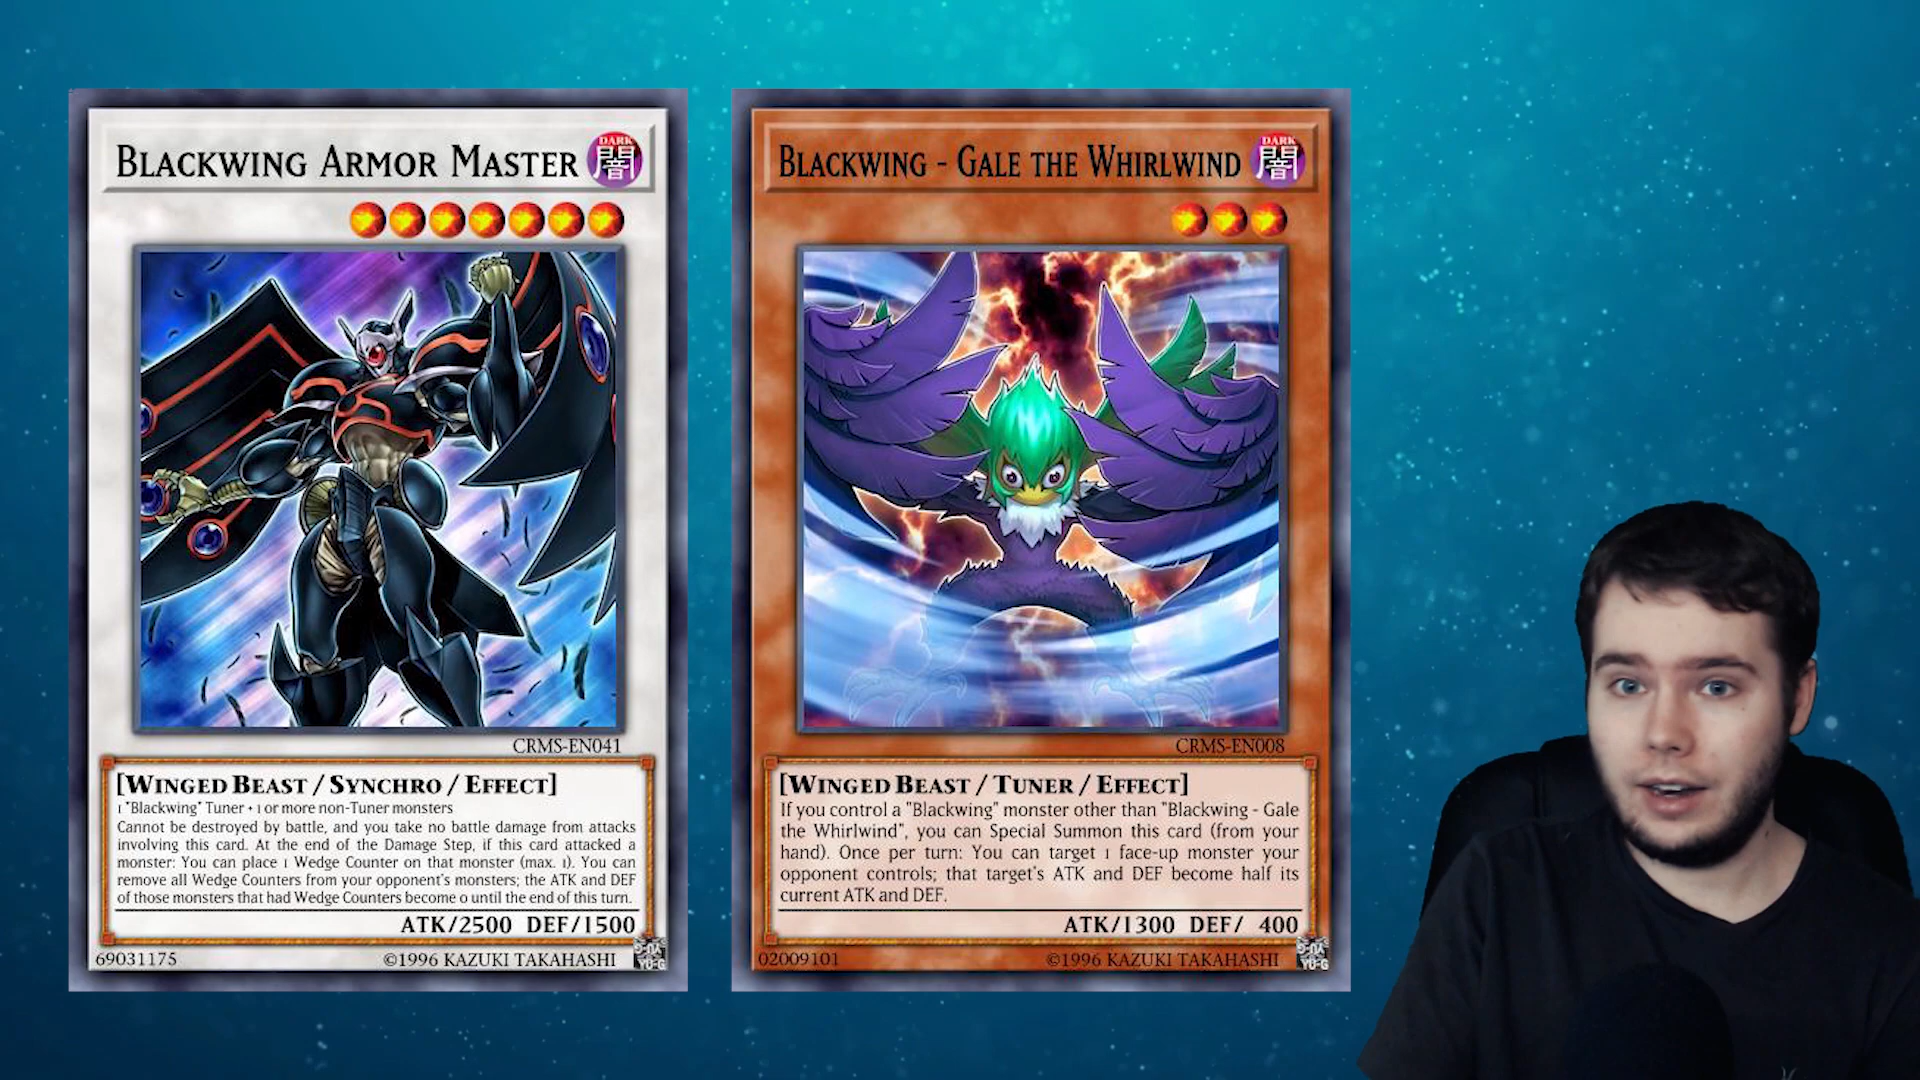 BLACKWING ARMOR MASTER
DARK
闇
CRMS-EN041
[WINGED BEAST / SYNCHRO / EFFECT]
1 "Blackwing" Tuner + 1 or more non-Tuner monsters
Cannot be destroyed by battle, and you take no battle damage from attacks
involving this card. At the end of the Damage Step, if this card attacked a
monster: You can place 1 Wedge Counter on that monster (max. 1). You can
remove all Wedge Counters from your opponent's monsters; the ATK and DEF
of those monsters that had Wedge Counters become 0 until the end of this turn.
ATK/2500 DEF/1500
69031175
©1996 KAZUKI TAKAHASHI
BLACKWING - GALE THE WHIRLWIND
DARK
闇
CRMS-EN008
[WINGED BEAST / TUNER / EFFECT]
If you control a "Blackwing" monster other than "Blackwing - Gale
the Whirlwind", you can Special Summon this card (from your
hand). Once per turn: You can target 1 face-up monster your
opponent controls; that target's ATK and DEF become half its
current ATK and DEF.
ATK/1300 DEF/ 400
02009101
©1996 KAZUKI TAKAHASHI